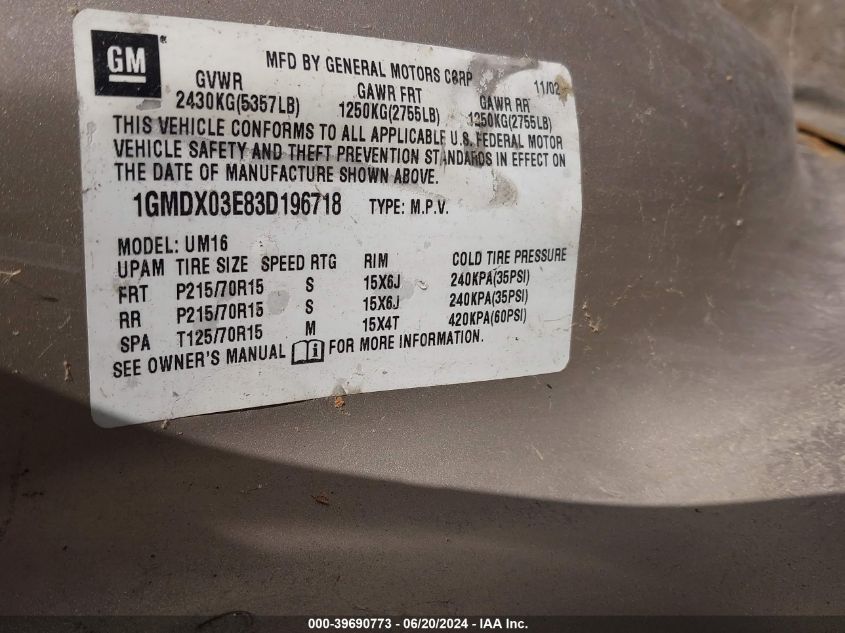 GM
MFD BY GENERAL MOTORS CORP
11/02
GVWR GAWR FRT GAWR RR
2430KG(5357LB) 1250KG(2755LB) 1250KG(2755LB)
THIS VEHICLE CONFORMS TO ALL APPLICABLE U.S. FEDERAL MOTOR
VEHICLE SAFETY AND THEFT PREVENTION STANDARDS IN EFFECT ON
THE DATE OF MANUFACTURE SHOWN ABOVE.
1GMDX03E83D196718 TYPE: M.P.V.
MODEL: UM16
UPAM TIRE SIZE SPEED RTG RIM COLD TIRE PRESSURE
FRT P215/70R15 S 15X6J 240KPA(35PSI)
RR P215/70R15 S 15X6J 240KPA(35PSI)
SPA T125/70R15 M 15X4T 420KPA(60PSI)
SEE OWNER'S MANUAL i FOR MORE INFORMATION.
000-39690773 - 06/20/2024 - IAA Inc.